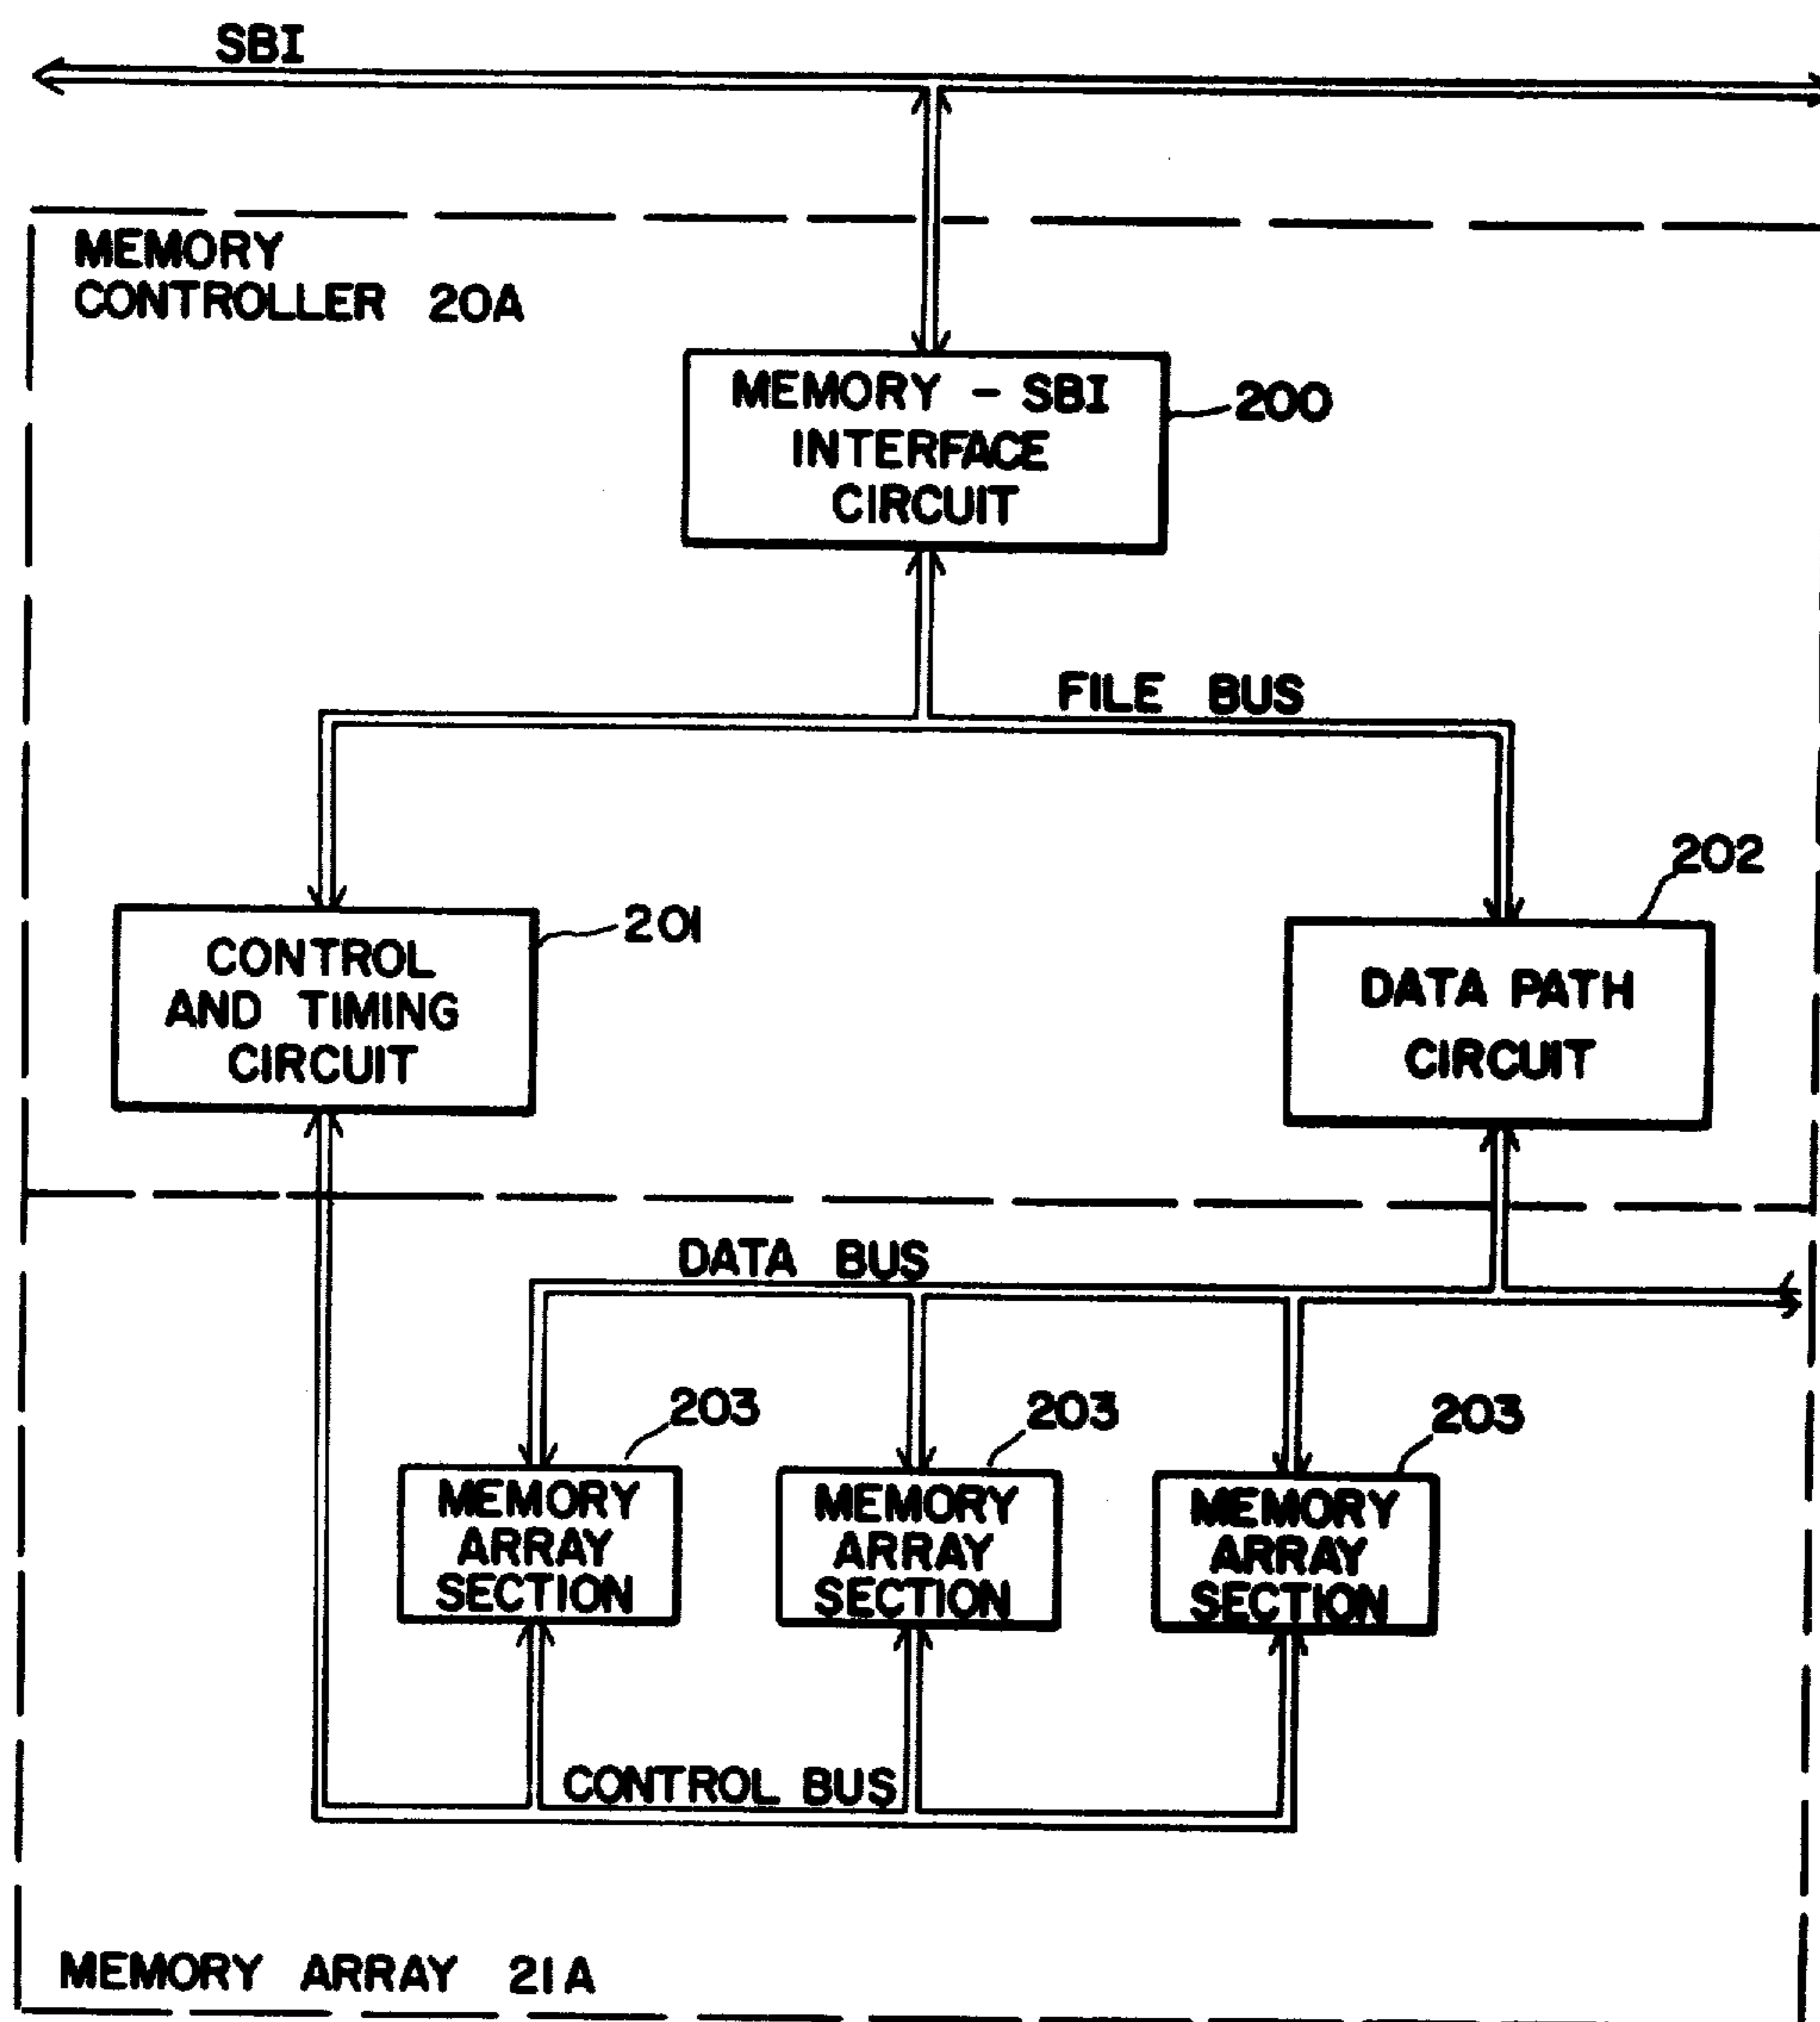 SBI
MEMORY
CONTROLLER 20A
MEMORY - SBI
INTERFACE
CIRCUIT
200
FILE BUS
202
201
CONTROL
AND TIMING
CIRCUIT
DATA PATH
CIRCUIT
DATA BUS
203
203
203
MEMORY
ARRAY
SECTION
MEMORY
ARRAY
SECTION
MEMORY
ARRAY
SECTION
CONTROL BUS
MEMORY ARRAY 21A